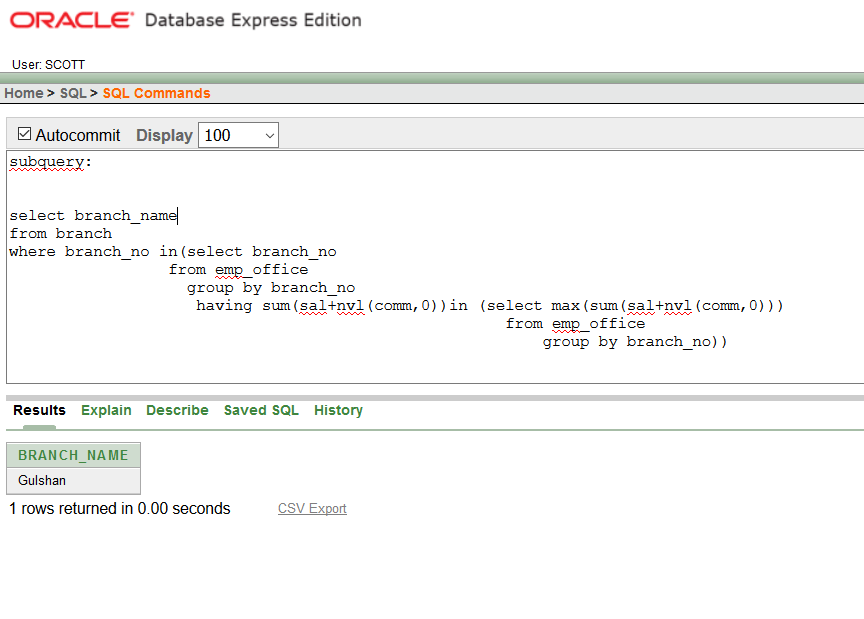 ORACLE Database Express Edition
User: SCOTT
Home > SQL > SQL Commands
Autocommit Display 100
subquery:
select branch_name
from branch
where branch_no in(select branch_no
from emp_office
group by branch_no
having sum(sal+nvl(comm,0))in (select max(sum(sal+nvl(comm,0)))
from emp_office
group by branch_no))
Results Explain Describe Saved SQL History
BRANCH_NAME
Gulshan
1 rows returned in 0.00 seconds CSV Export